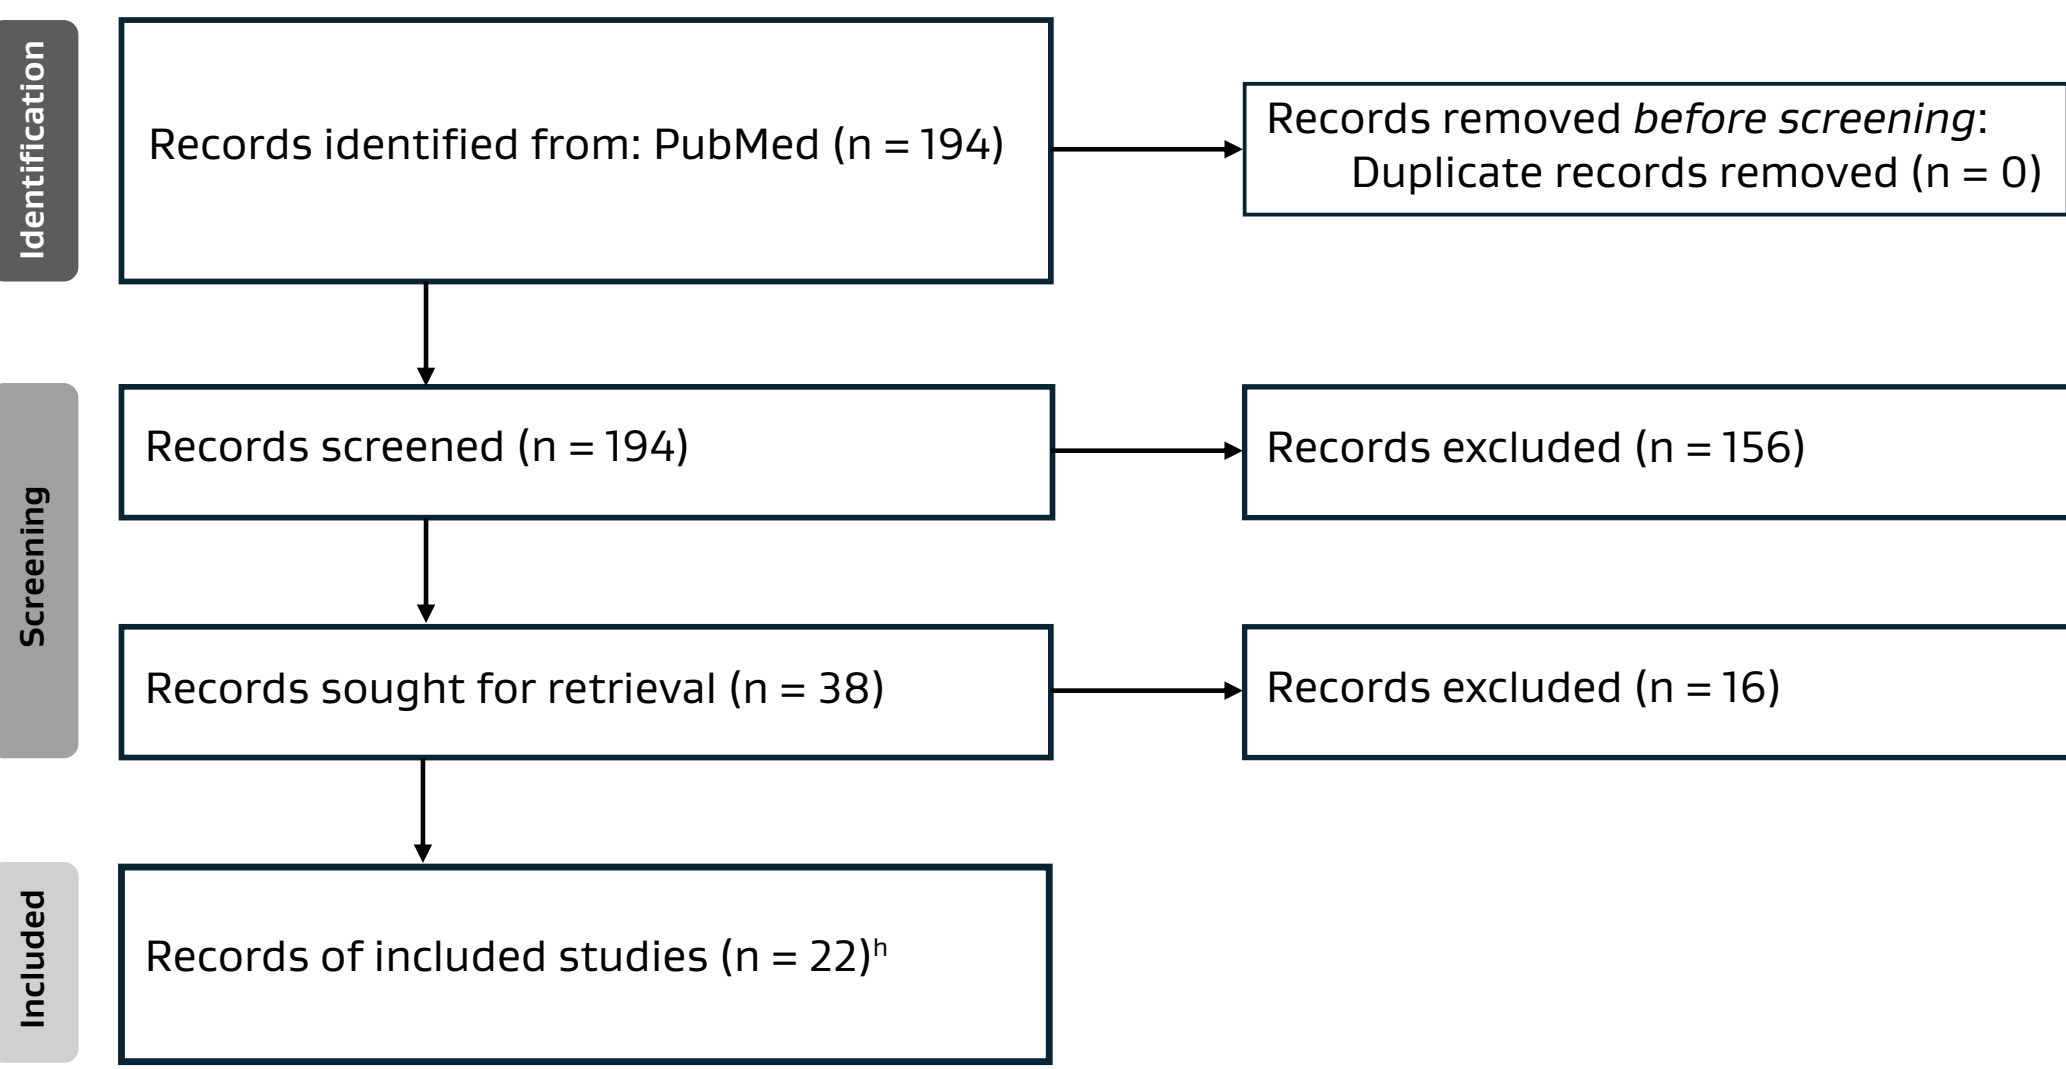 Identification
Records identified from: PubMed (n = 194)
Records removed before screening:
Duplicate records removed (n = 0)
Screening
Records screened (n = 194)
Records excluded (n = 156)
Records sought for retrieval (n = 38)
Records excluded (n = 16)
Included
Records of included studies (n = 22)ʰ